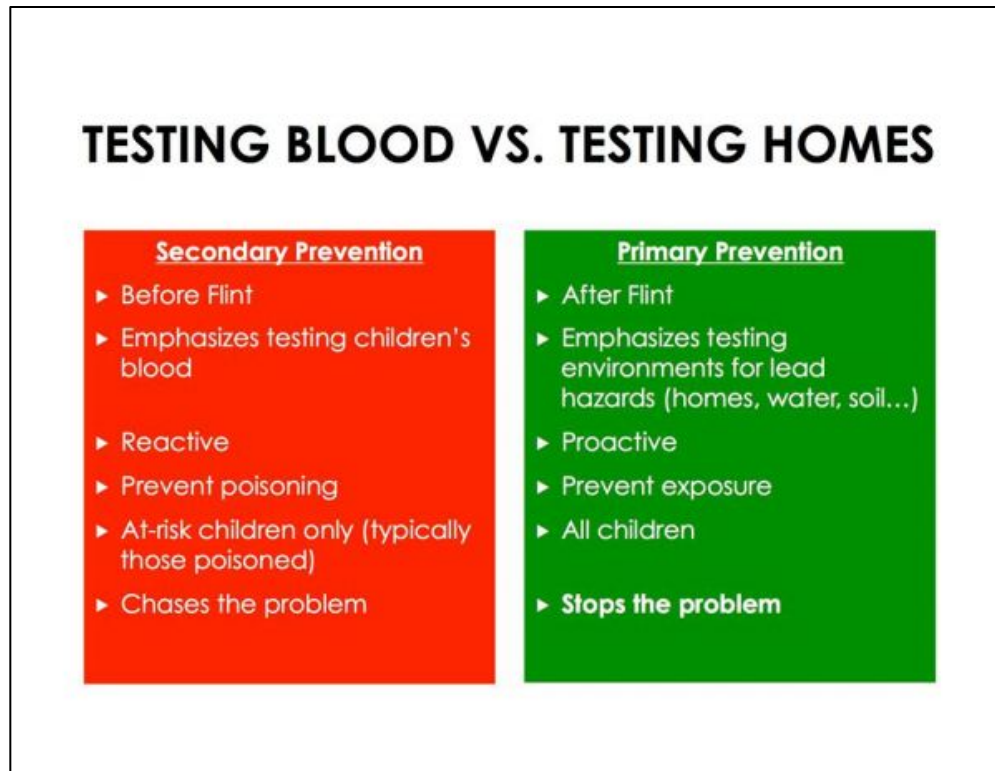 TESTING BLOOD VS. TESTING HOMES
Secondary Prevention
▸ Before Flint
▸ Emphasizes testing children's
blood
▸ Reactive
▸ Prevent poisoning
▸ At-risk children only (typically
those poisoned)
▸ Chases the problem
Primary Prevention
▸ After Flint
▸ Emphasizes testing
environments for lead
hazards (homes, water, soil...)
▸ Proactive
▸ Prevent exposure
▸ All children
▸ Stops the problem